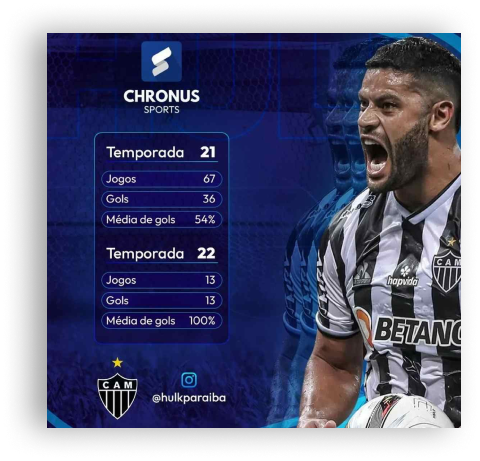 CHRONUS
SPORTS
Temporada 21
Jogos 67
Gols 36
Média de gols 54%
Temporada 22
Jogos 13
Gols 13
Média de gols 100%
CAM
@hulkparaiba
hapvida
CAM
BETANO